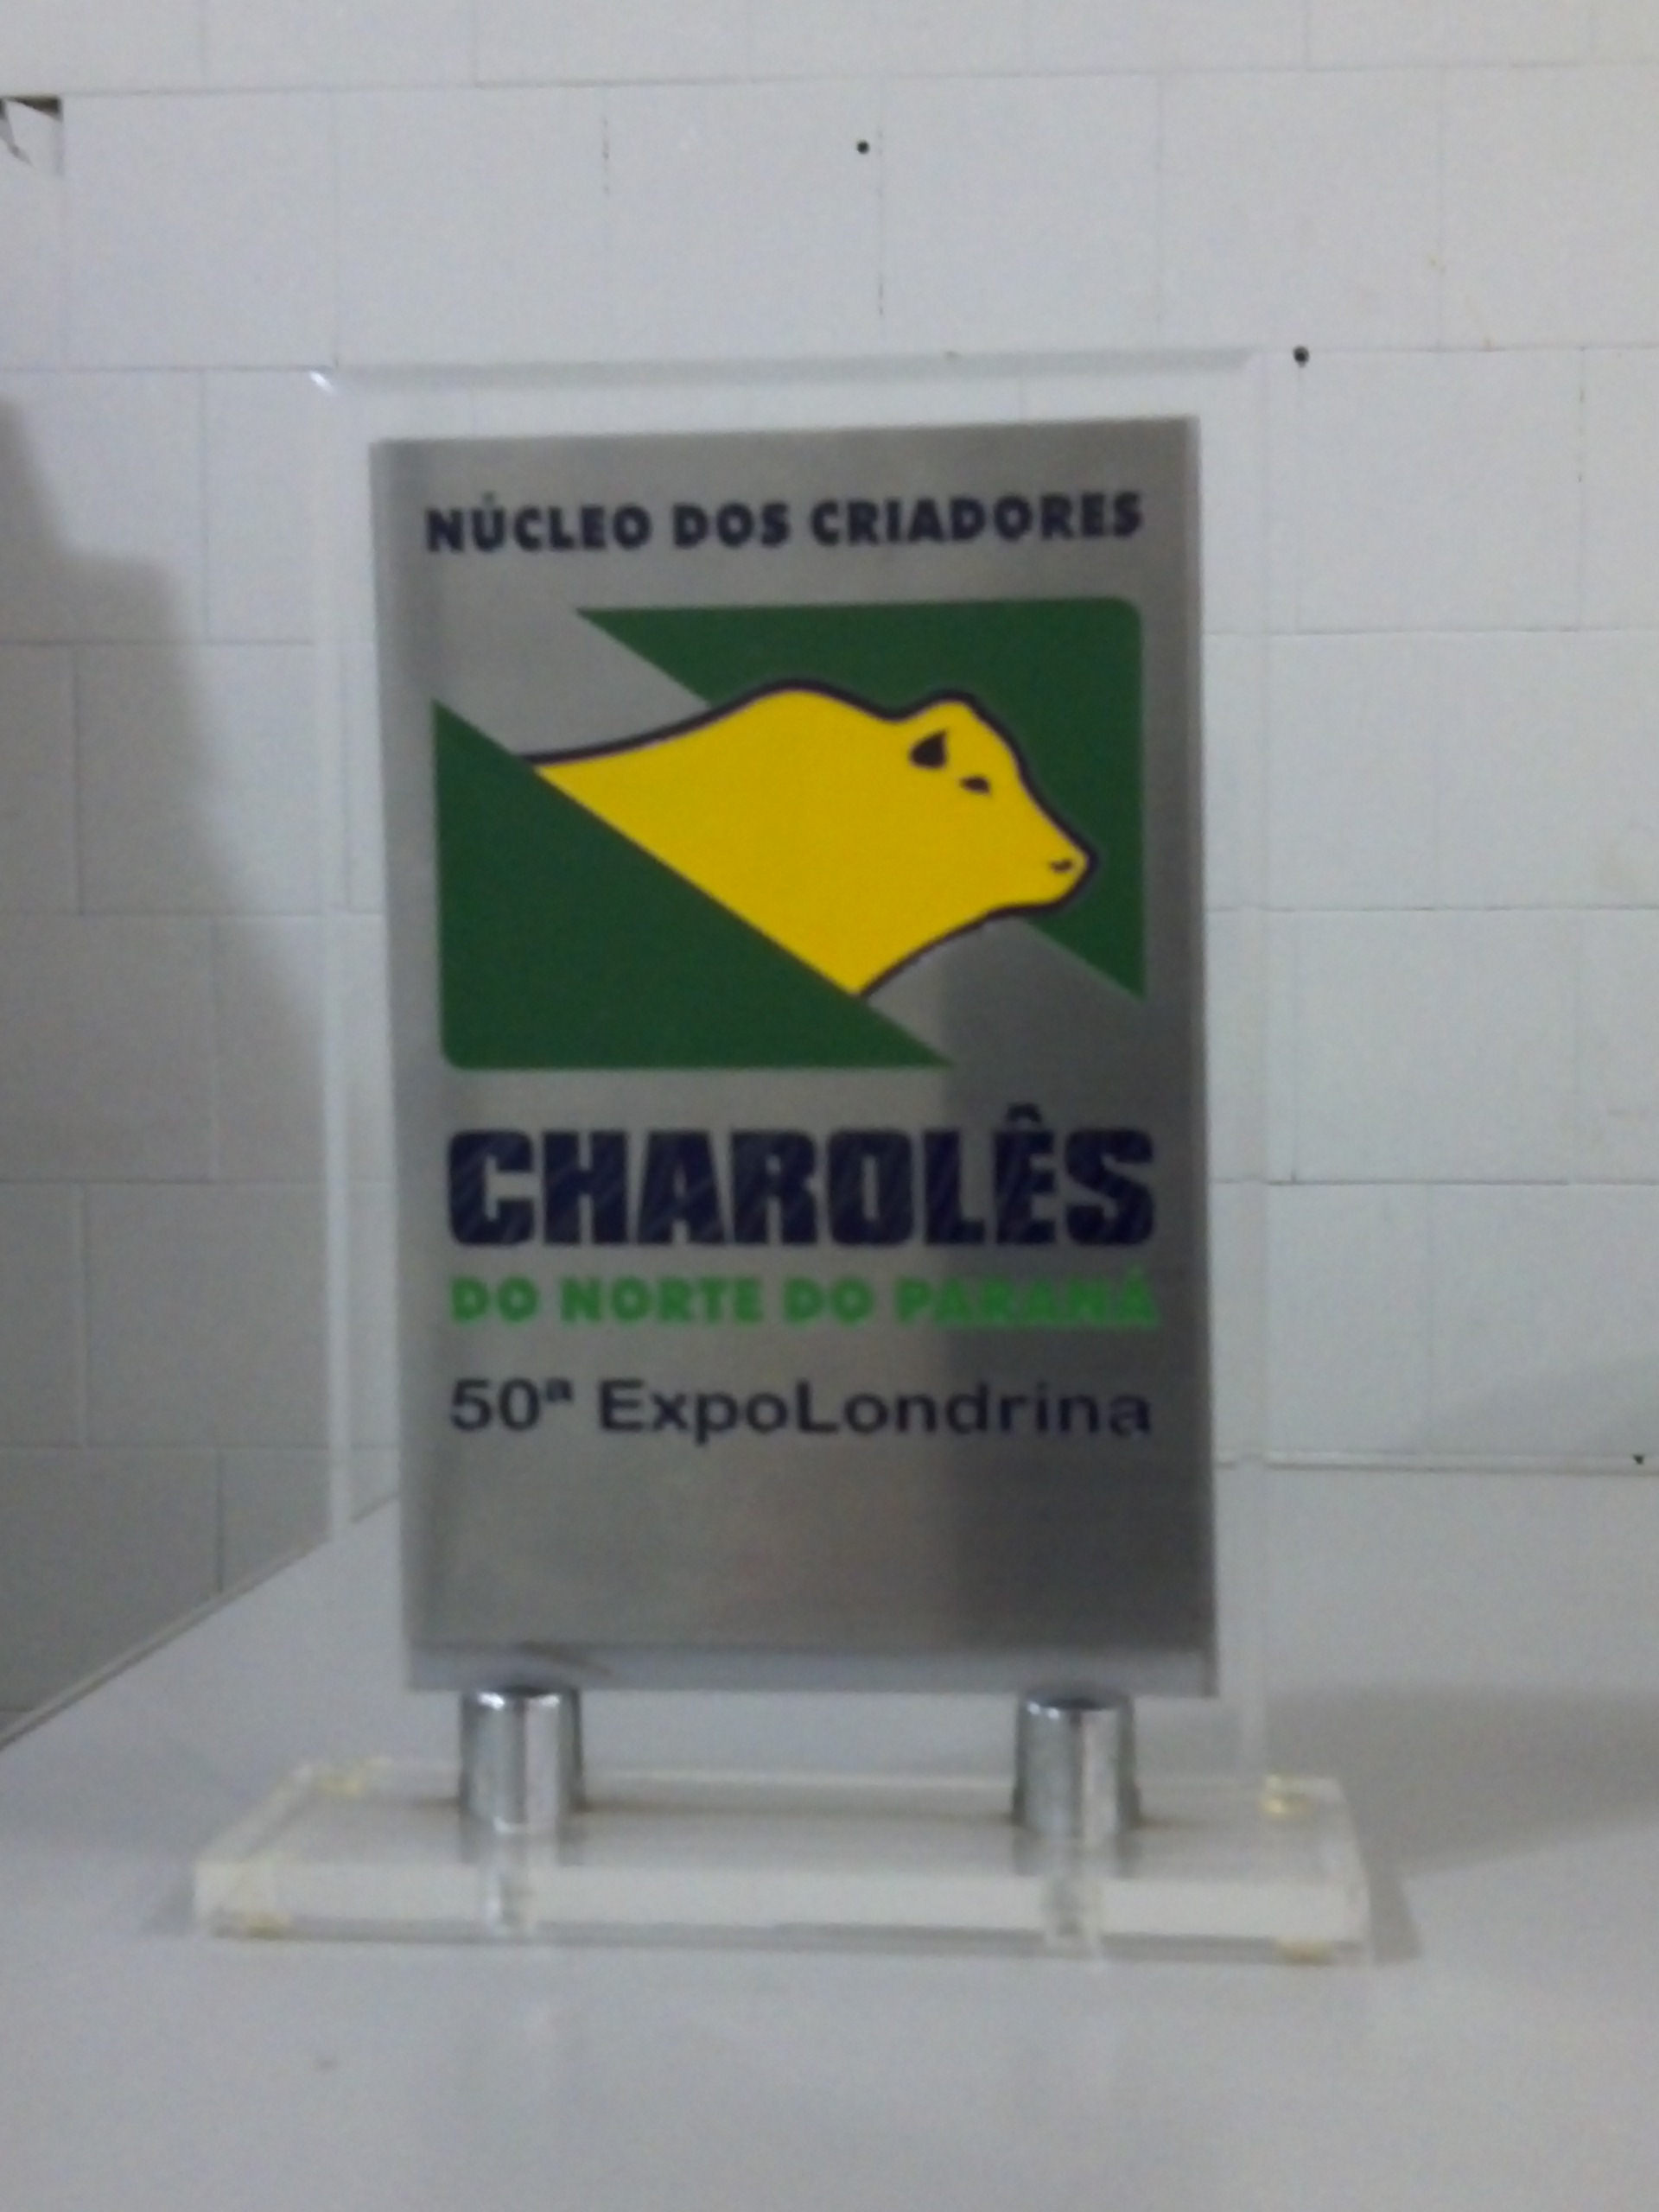 NÚCLEO DOS CRIADORES
CHAROLÊS
DO NORTE DO PARANÁ
50ª ExpoLondrina